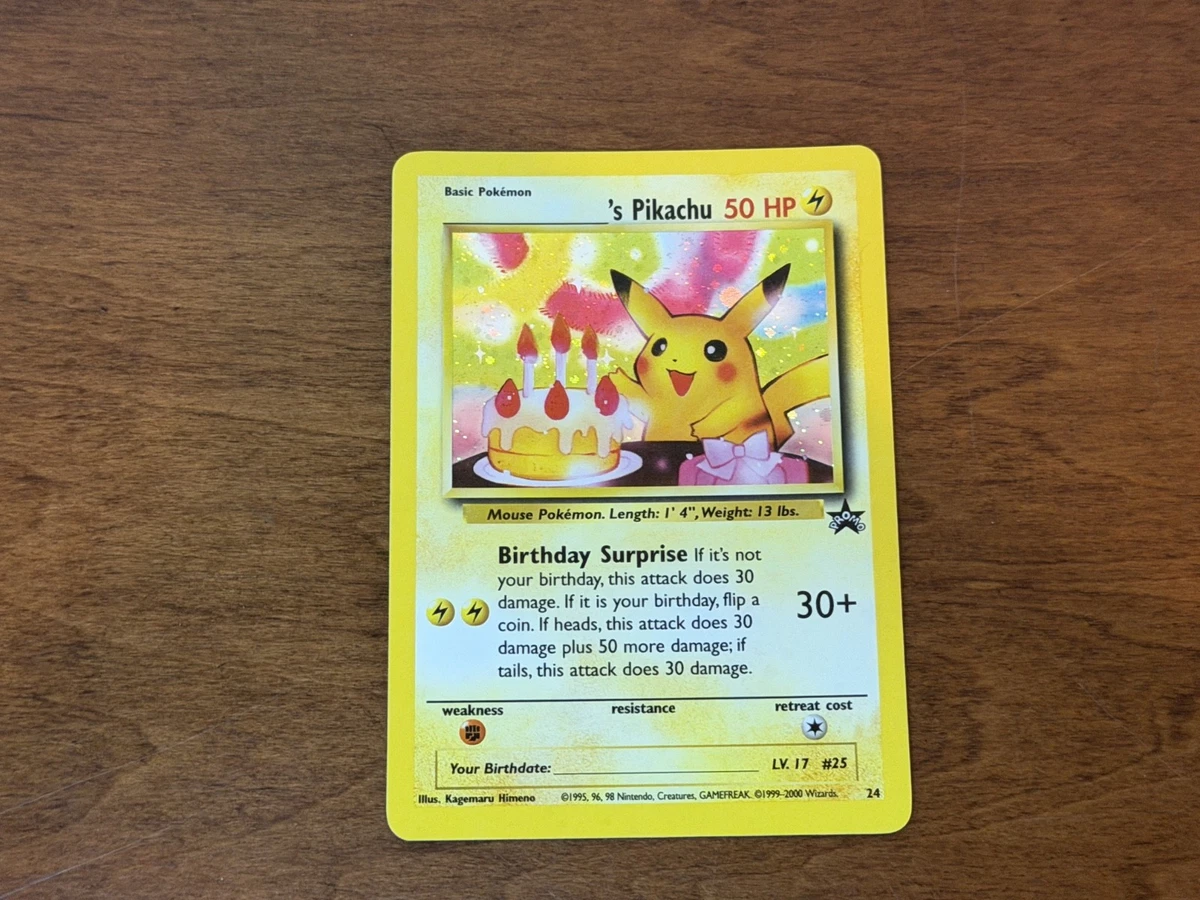 Basic Pokémon
's Pikachu 50 HP
Mouse Pokémon. Length: 1' 4", Weight: 13 lbs.
PROMO
Birthday Surprise If it's not
your birthday, this attack does 30
damage. If it is your birthday, flip a
coin. If heads, this attack does 30
damage plus 50 more damage; if
tails, this attack does 30 damage.
30+
weakness resistance retreat cost
Your Birthdate: LV. 17 #25
Illus. Kagemaru Himeno ©1995, 96, 98 Nintendo, Creatures, GAMEFREAK. ©1999-2000 Wizards. 24